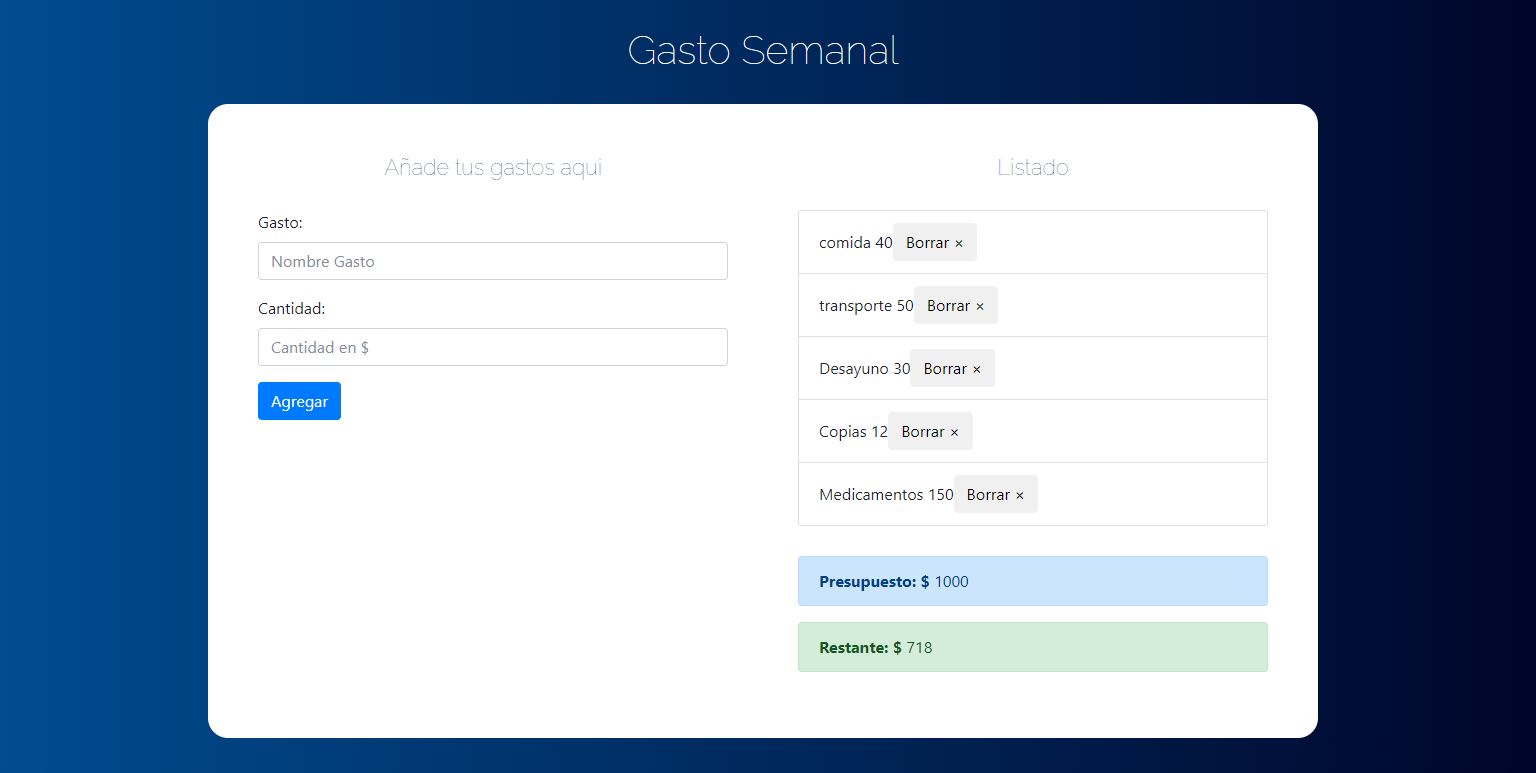 Gasto Semanal
Añade tus gastos aqui
Gasto:
Nombre Gasto
Cantidad:
Cantidad en $
Agregar
Listado
comida 40 Borrar ×
transporte 50 Borrar ×
Desayuno 30 Borrar ×
Copias 12 Borrar ×
Medicamentos 150 Borrar ×
Presupuesto: $ 1000
Restante: $ 718